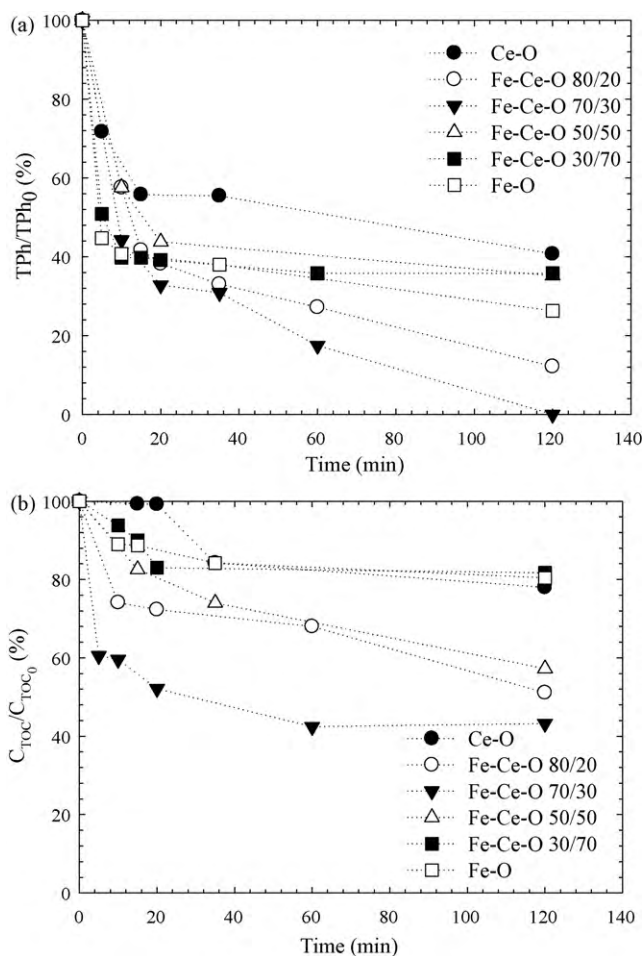 (a)
100
80
60
40
20
0
TPh/TPh0 (%)
Ce-O
Fe-Ce-O 80/20
Fe-Ce-O 70/30
Fe-Ce-O 50/50
Fe-Ce-O 30/70
Fe-O
0 20 40 60 80 100 120 140
Time (min)
(b)
100
80
60
40
20
0
CTOC/CTOC0 (%)
Ce-O
Fe-Ce-O 80/20
Fe-Ce-O 70/30
Fe-Ce-O 50/50
Fe-Ce-O 30/70
Fe-O
0 20 40 60 80 100 120 140
Time (min)